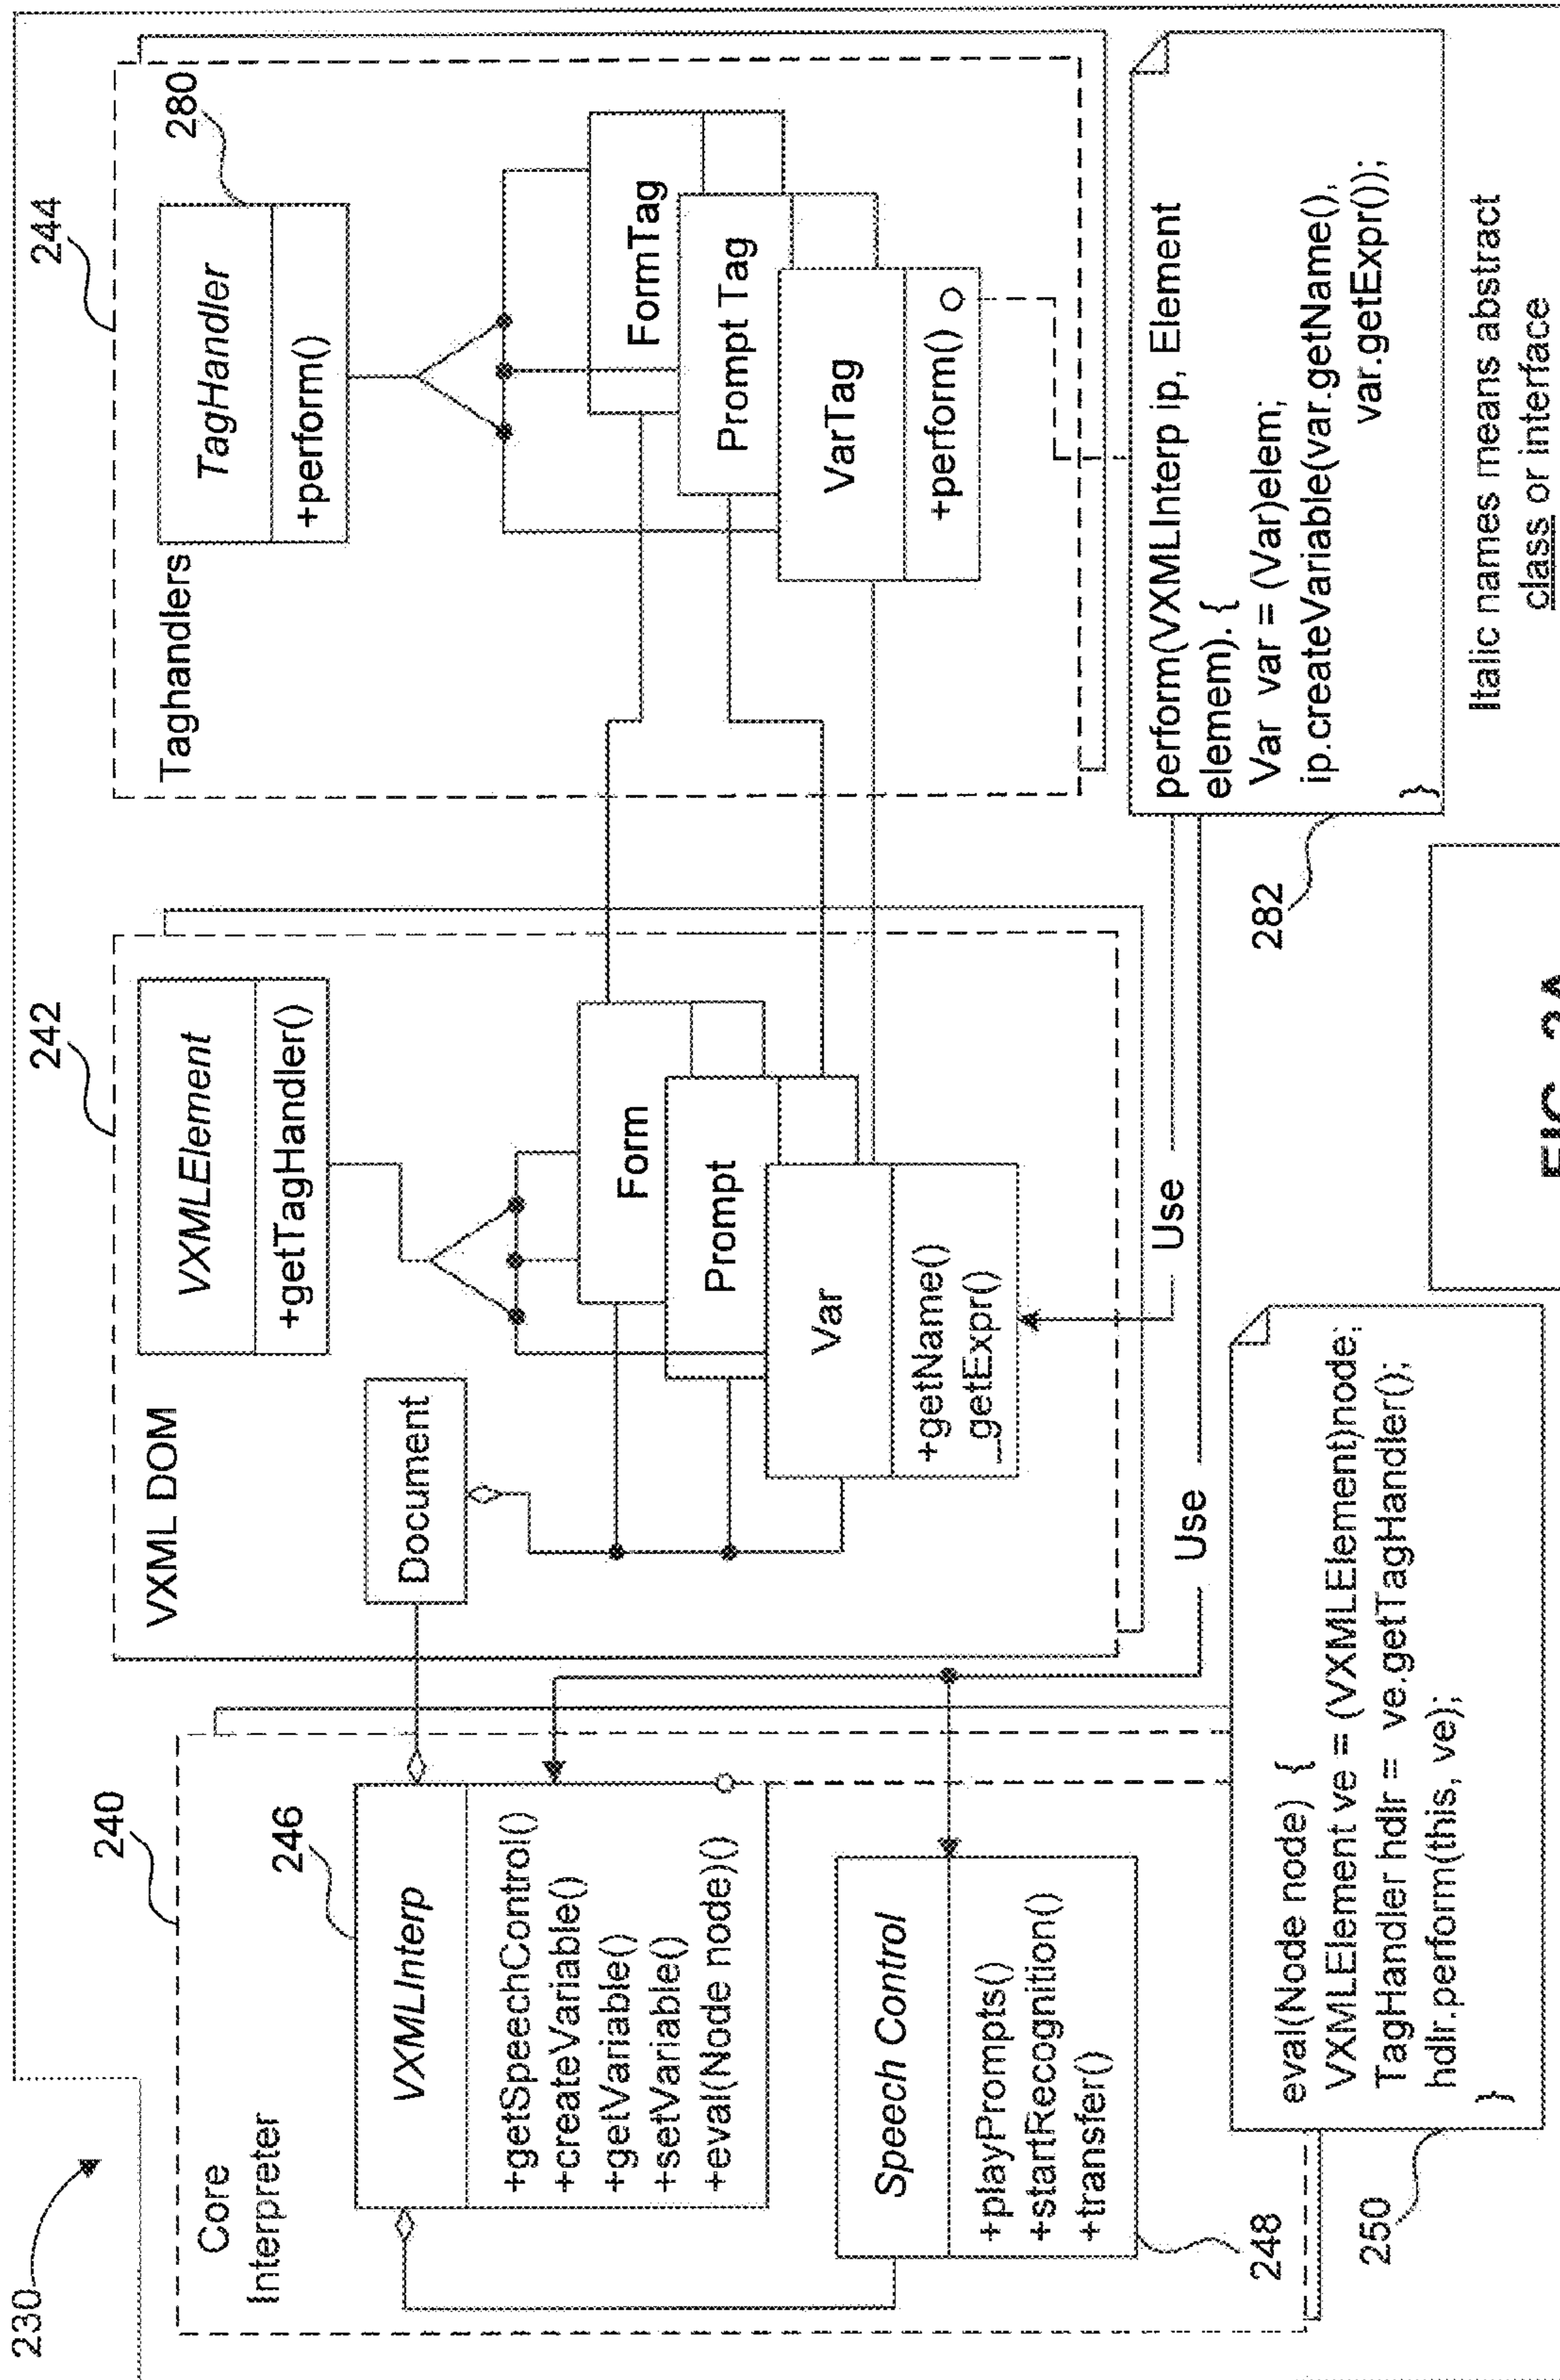 230
240
Core
Interpreter
246
VXMLInterp
+getSpeechControl()
+createVariable()
+getVariable()
+setVariable()
+eval(Node node)()
Speech Control
+playPrompts()
+startRecognition()
+transfer()
248
eval(Node node) {
VXMLElement ve = (VXMLElement)node;
TagHandler hdlr = ve.getTagHandler();
hdlr.perform(this, ve);
}
250
242
VXML DOM
VXMLElement
+getTagHandler()
Document
Form
Prompt
Var
+getName()
_getExpr()
Use
Use
244
Taghandlers
280
TagHandler
+perform()
FormTag
Prompt Tag
VarTag
+perform()
perform(VXMLInterp ip, Element
elemem). {
Var var = (Var)elem;
ip.createVariable(var.getName(),
var.getExpr());
}
282
Italic names means abstract
class or interface